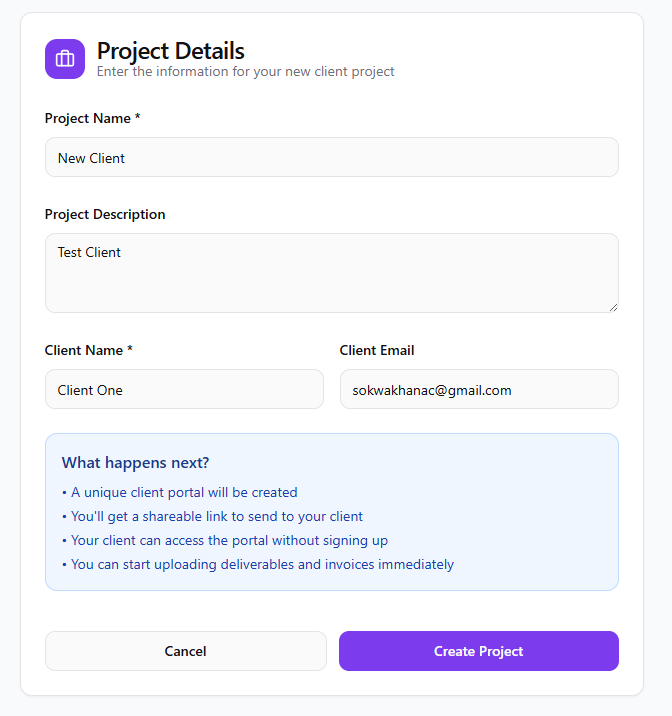 Project Details
Enter the information for your new client project
Project Name *
New Client
Project Description
Test Client
Client Name *
Client Email
Client One
sokwakhanac@gmail.com
What happens next?
• A unique client portal will be created
• You'll get a shareable link to send to your client
• Your client can access the portal without signing up
• You can start uploading deliverables and invoices immediately
Cancel
Create Project